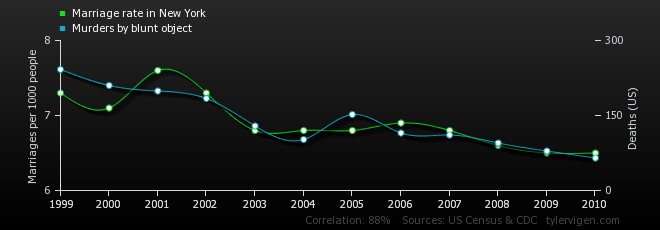 Marriage rate in New York
Murders by blunt object
8
7
6
Marriages per 1000 people
300
150
0
Deaths (US)
1999 2000 2001 2002 2003 2004 2005 2006 2007 2008 2009 2010
Correlation: 88% Sources: US Census & CDC tylervigen.com